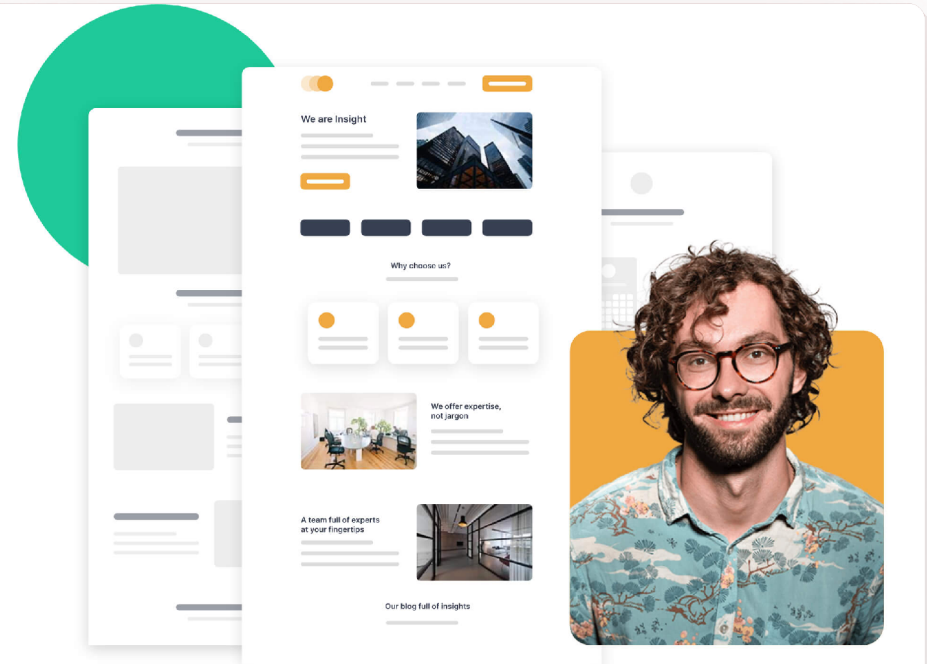 We are Insight
Why choose us?
We offer expertise,
not jargon
A team full of experts
at your fingertips
Our blog full of insights